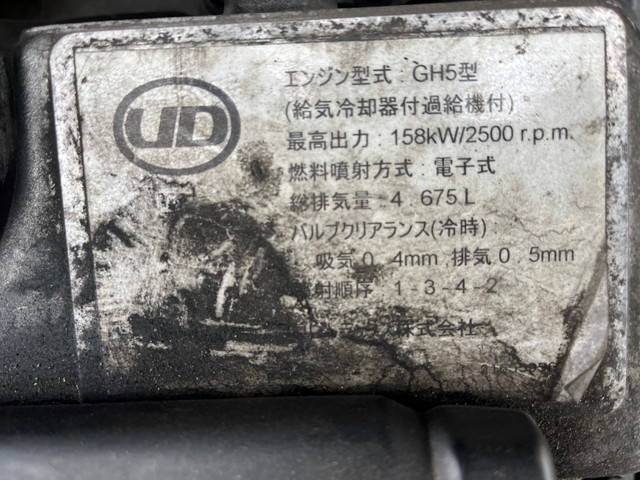 UD
エンジン型式：GH5型
(給気冷却器付過給機付)
最高出力：158kW/2500 r.p.m.
燃料噴射方式：電子式
総排気量：4.675L
バルブクリアランス(冷時)：
吸気0.4mm,排気0.5mm
射順序 1-3-4-2
株式会社